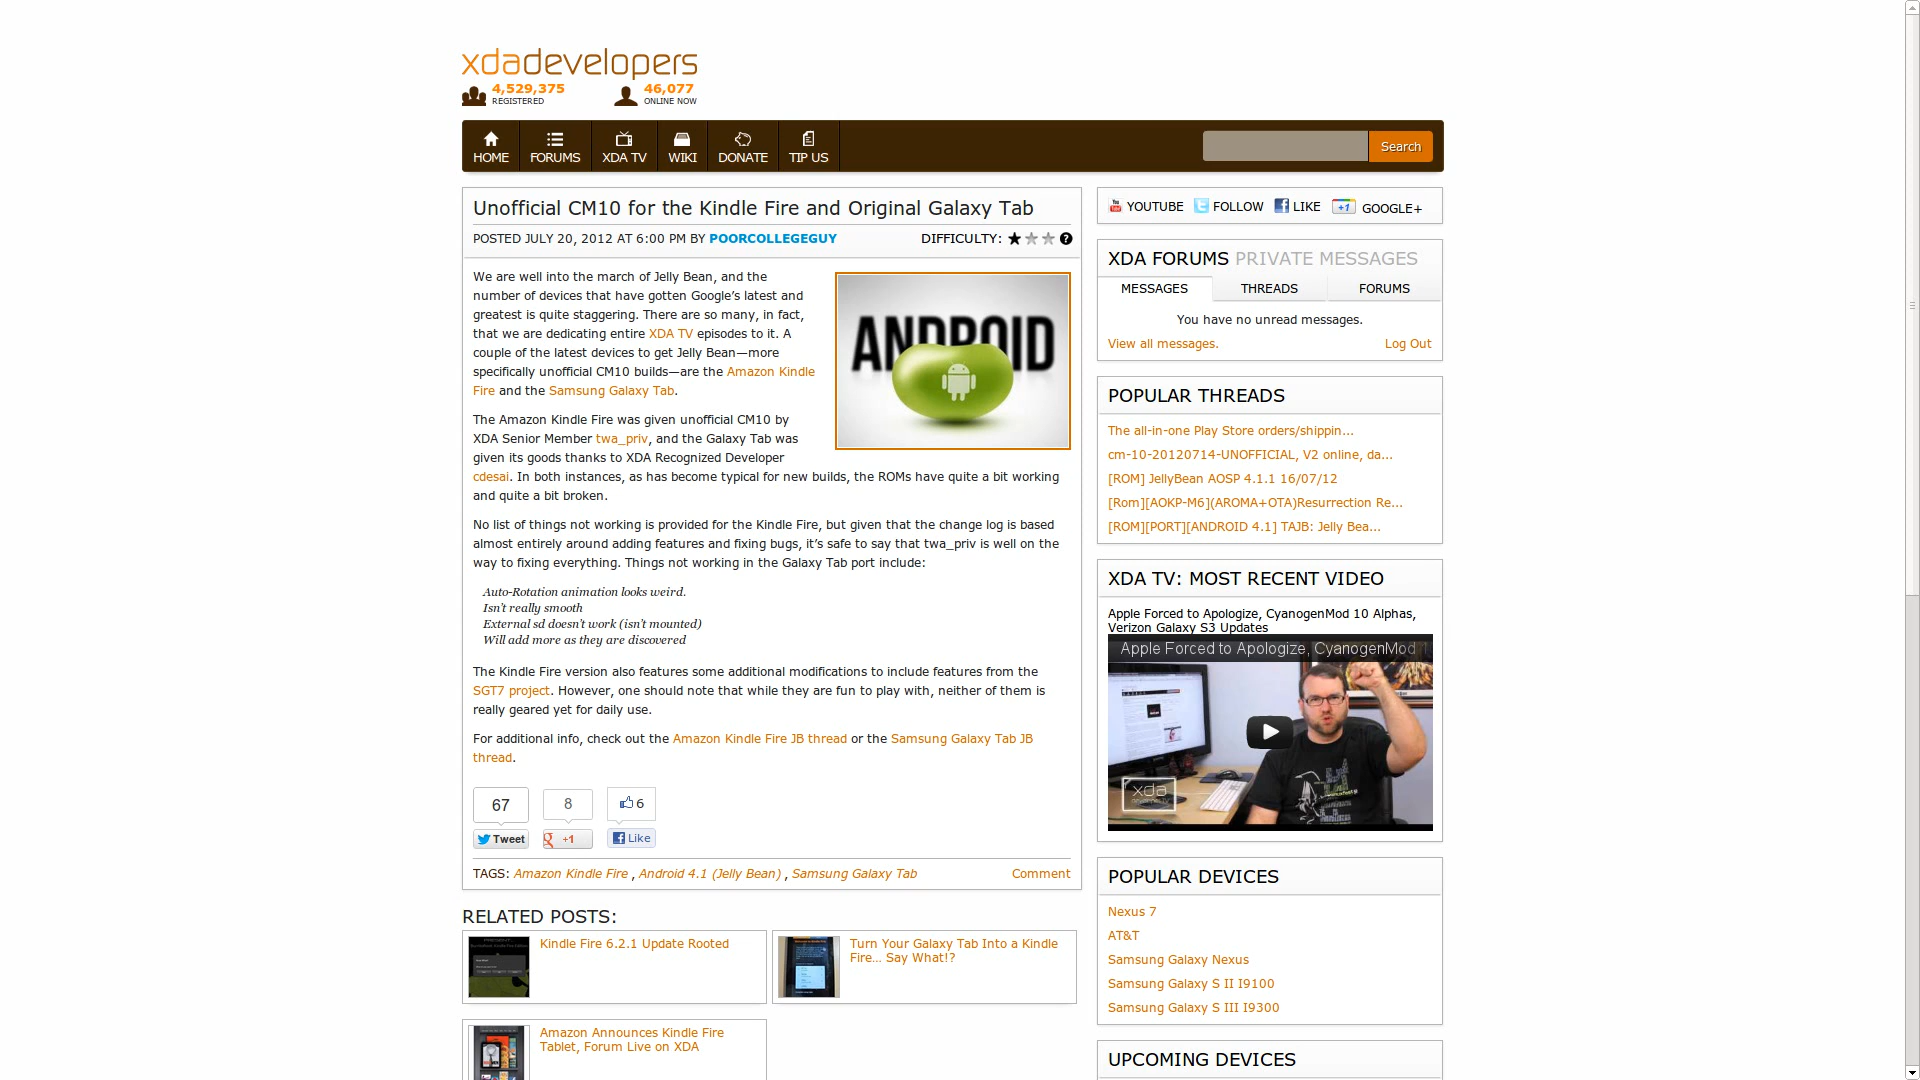 xdadevelopers
4,529,375
REGISTERED
46,077
ONLINE NOW
HOME
FORUMS
XDA TV
WIKI
DONATE
TIP US
Search
Unofficial CM10 for the Kindle Fire and Original Galaxy Tab
POSTED JULY 20, 2012 AT 6:00 PM BY POORCOLLEGEGUY
DIFFICULTY:
We are well into the march of Jelly Bean, and the
number of devices that have gotten Google’s latest and
greatest is quite staggering. There are so many, in fact,
that we are dedicating entire XDA TV episodes to it. A
couple of the latest devices to get Jelly Bean—more
specifically unofficial CM10 builds—are the Amazon Kindle
Fire and the Samsung Galaxy Tab.
ANDROID
The Amazon Kindle Fire was given unofficial CM10 by
XDA Senior Member twa_priv, and the Galaxy Tab was
given its goods thanks to XDA Recognized Developer
cdesai. In both instances, as has become typical for new builds, the ROMs have quite a bit working
and quite a bit broken.
No list of things not working is provided for the Kindle Fire, but given that the change log is based
almost entirely around adding features and fixing bugs, it’s safe to say that twa_priv is well on the
way to fixing everything. Things not working in the Galaxy Tab port include:
Auto-Rotation animation looks weird.
Isn’t really smooth
External sd doesn’t work (isn’t mounted)
Will add more as they are discovered
The Kindle Fire version also features some additional modifications to include features from the
SGT7 project. However, one should note that while they are fun to play with, neither of them is
really geared yet for daily use.
For additional info, check out the Amazon Kindle Fire JB thread or the Samsung Galaxy Tab JB
thread.
67
8
6
Tweet
+1
Like
TAGS: Amazon Kindle Fire , Android 4.1 (Jelly Bean) , Samsung Galaxy Tab
Comment
RELATED POSTS:
Kindle Fire 6.2.1 Update Rooted
Turn Your Galaxy Tab Into a Kindle
Fire... Say What!?
Amazon Announces Kindle Fire
Tablet, Forum Live on XDA
YOUTUBE
FOLLOW
LIKE
+1
GOOGLE+
XDA FORUMS PRIVATE MESSAGES
MESSAGES
THREADS
FORUMS
You have no unread messages.
View all messages.
Log Out
POPULAR THREADS
The all-in-one Play Store orders/shippin...
cm-10-20120714-UNOFFICIAL, V2 online, da...
[ROM] JellyBean AOSP 4.1.1 16/07/12
[Rom][AOKP-M6](AROMA+OTA)Resurrection Re...
[ROM][PORT][ANDROID 4.1] TAJB: Jelly Bea...
XDA TV: MOST RECENT VIDEO
Apple Forced to Apologize, CyanogenMod 10 Alphas,
Verizon Galaxy S3 Updates
Apple Forced to Apologize, CyanogenMod
xda
POPULAR DEVICES
Nexus 7
AT&T
Samsung Galaxy Nexus
Samsung Galaxy S II I9100
Samsung Galaxy S III I9300
UPCOMING DEVICES